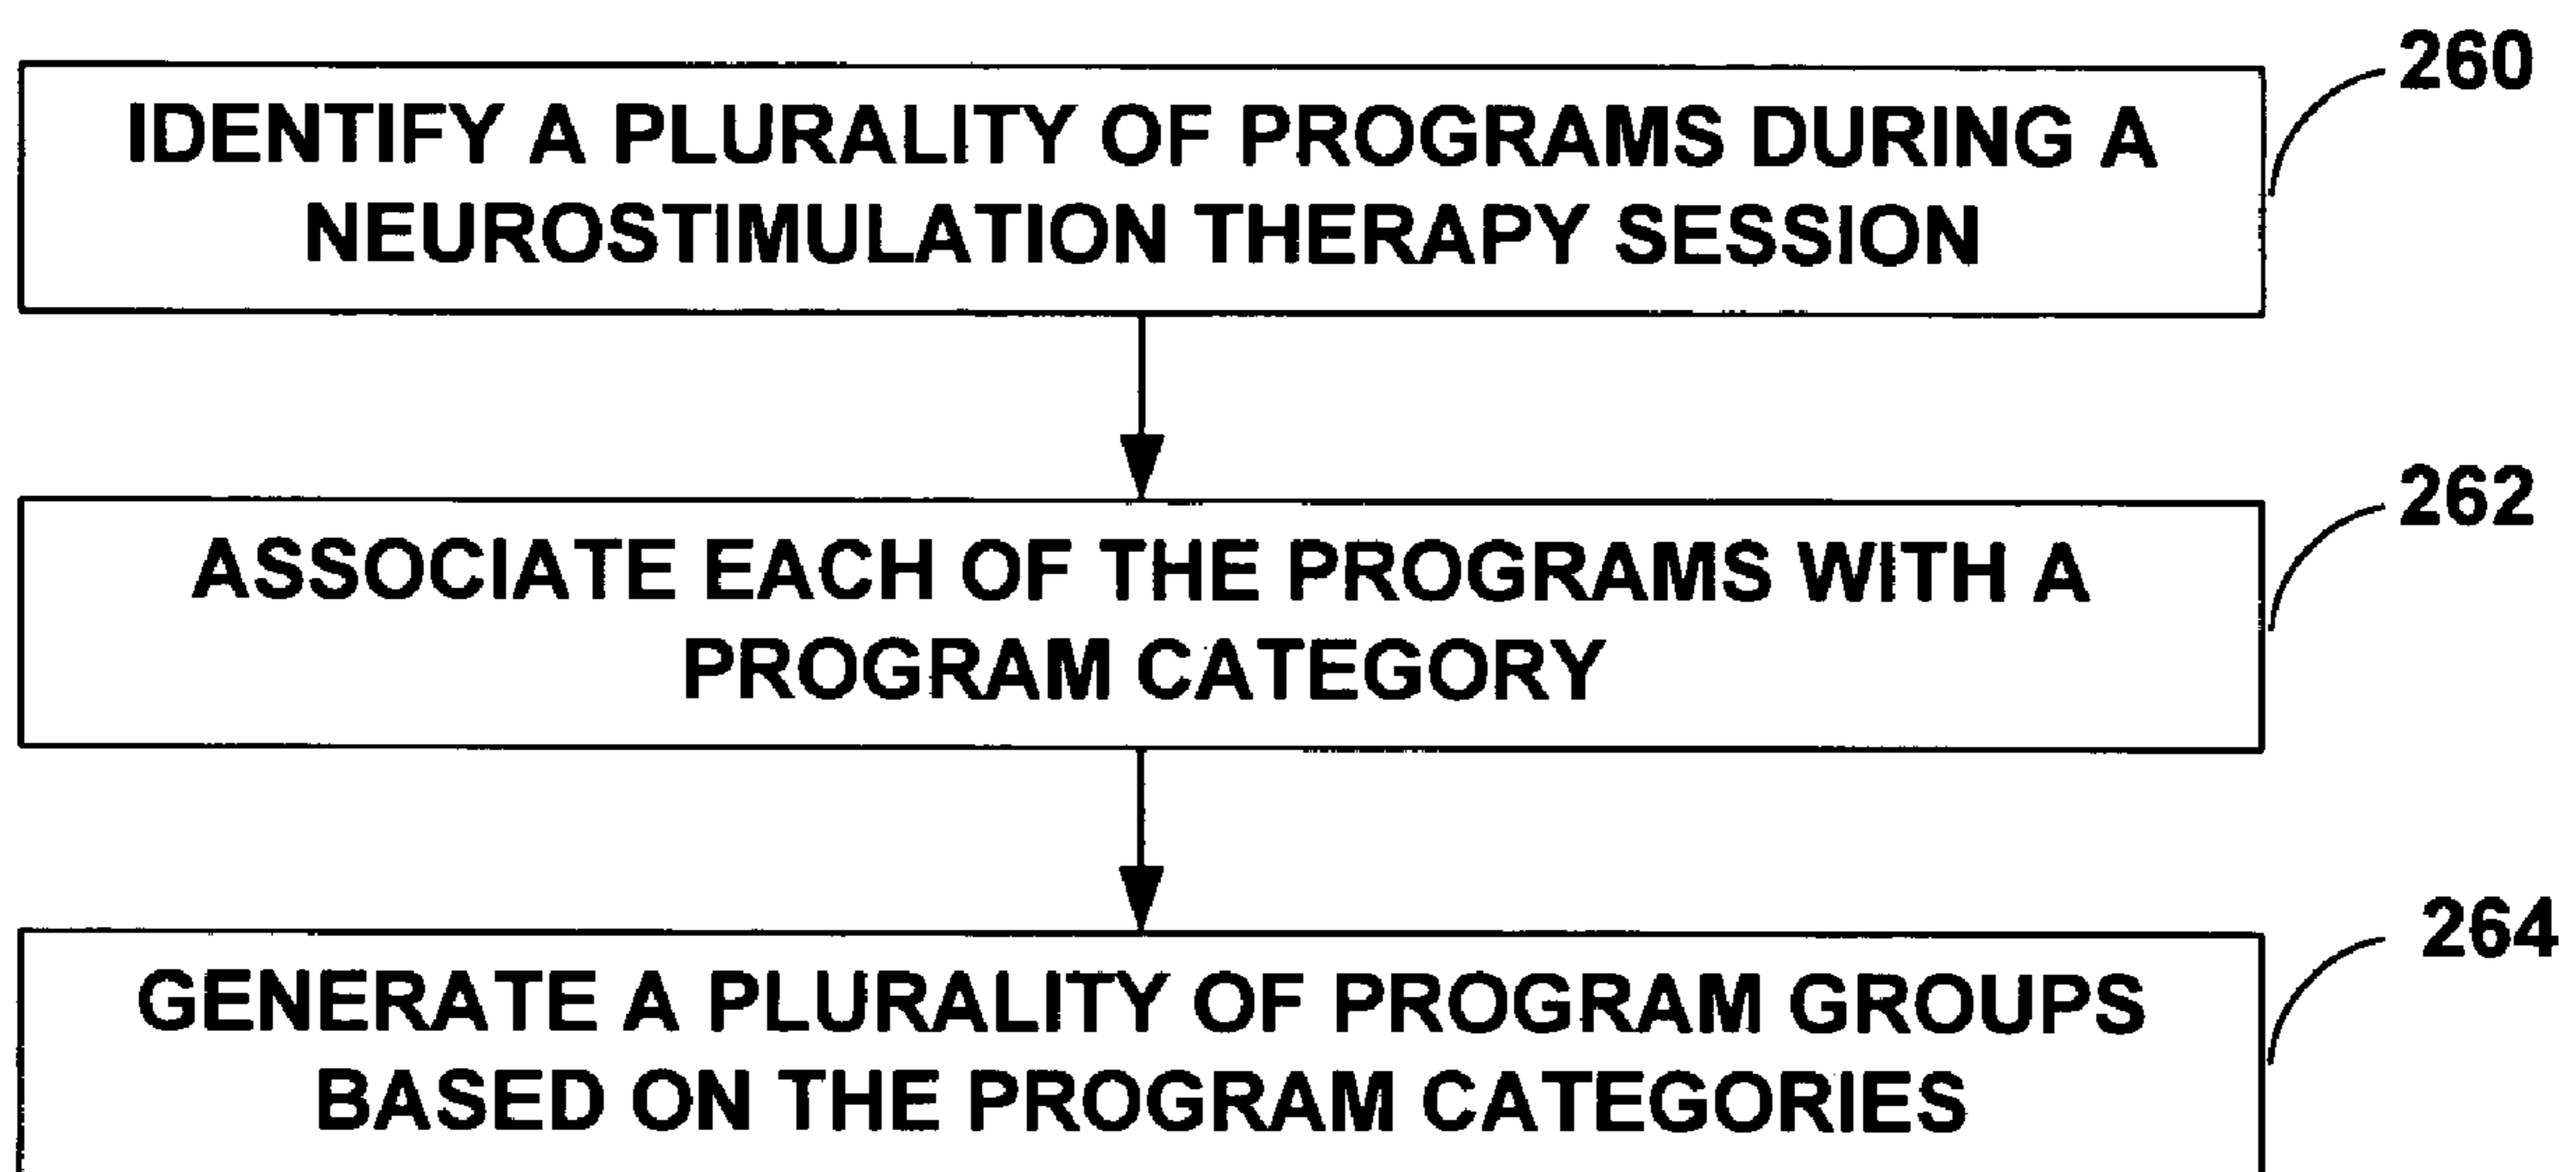 260
IDENTIFY A PLURALITY OF PROGRAMS DURING A
NEUROSTIMULATION THERAPY SESSION
262
ASSOCIATE EACH OF THE PROGRAMS WITH A
PROGRAM CATEGORY
264
GENERATE A PLURALITY OF PROGRAM GROUPS
BASED ON THE PROGRAM CATEGORIES